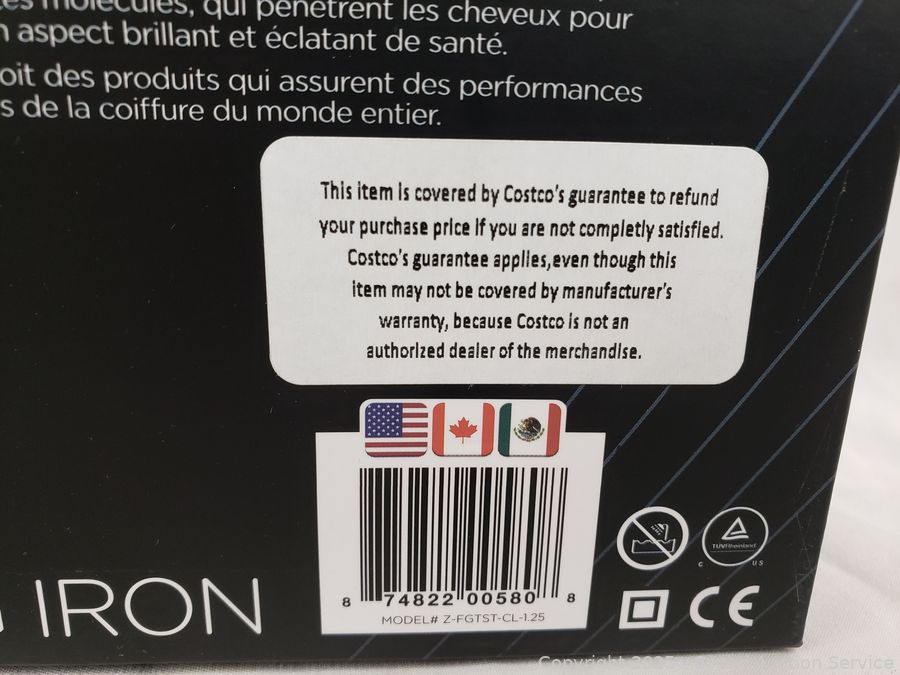 molécules, qui pénètrent les cheveux pour
aspect brillant et éclatant de santé.
oit des produits qui assurent des performances
s de la coiffure du monde entier.
This item is covered by Costco's guarantee to refund
your purchase price if you are not completly satisfied.
Costco's guarantee applies,even though this
item may not be covered by manufacturer's
warranty, because Costco is not an
authorized dealer of the merchandise.
8 74822 00580 8
MODEL# Z-FGTST-CL-1.25
TÜVRheinland
C US
IRON
CE
Copyright
Service